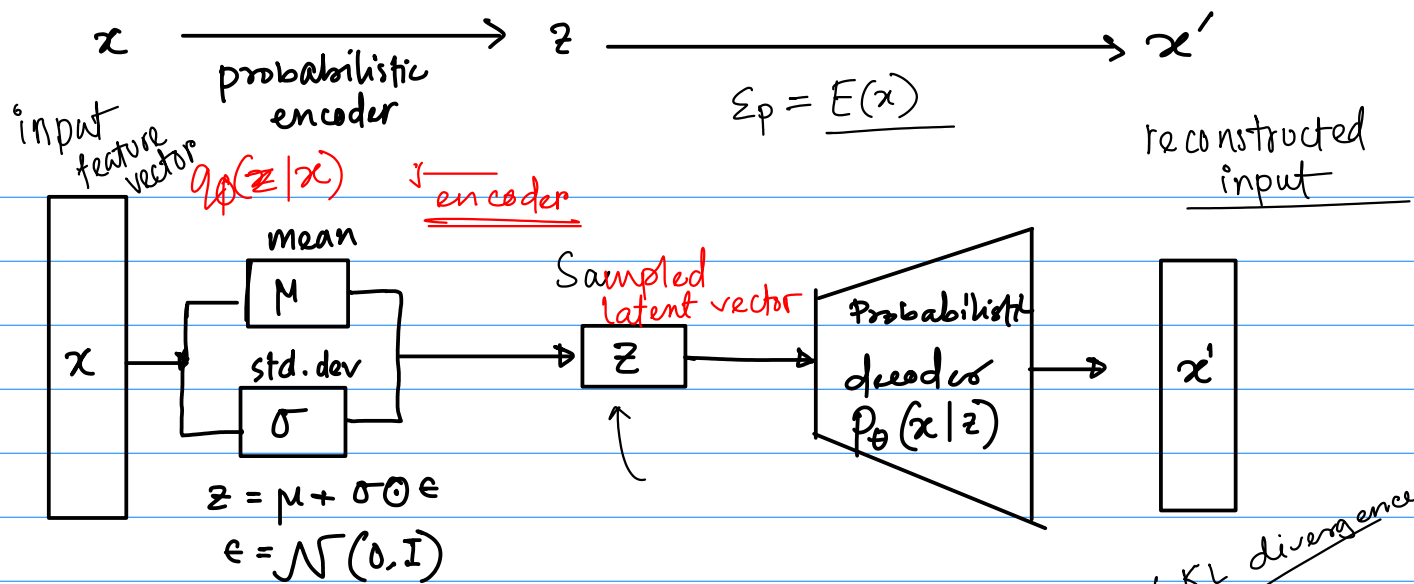 x → z → x'
probabilistic
encoder
Σp = E(x)
input
feature
vector
qϕ(z|x)
encoder
reconstructed
input
mean
μ
std.dev
σ
x
Sampled
latent vector
z
Probabilistic
decoder
Pθ(x|z)
x'
z = μ + σ⊙ϵ
ϵ = N(0, I)
KL divergence